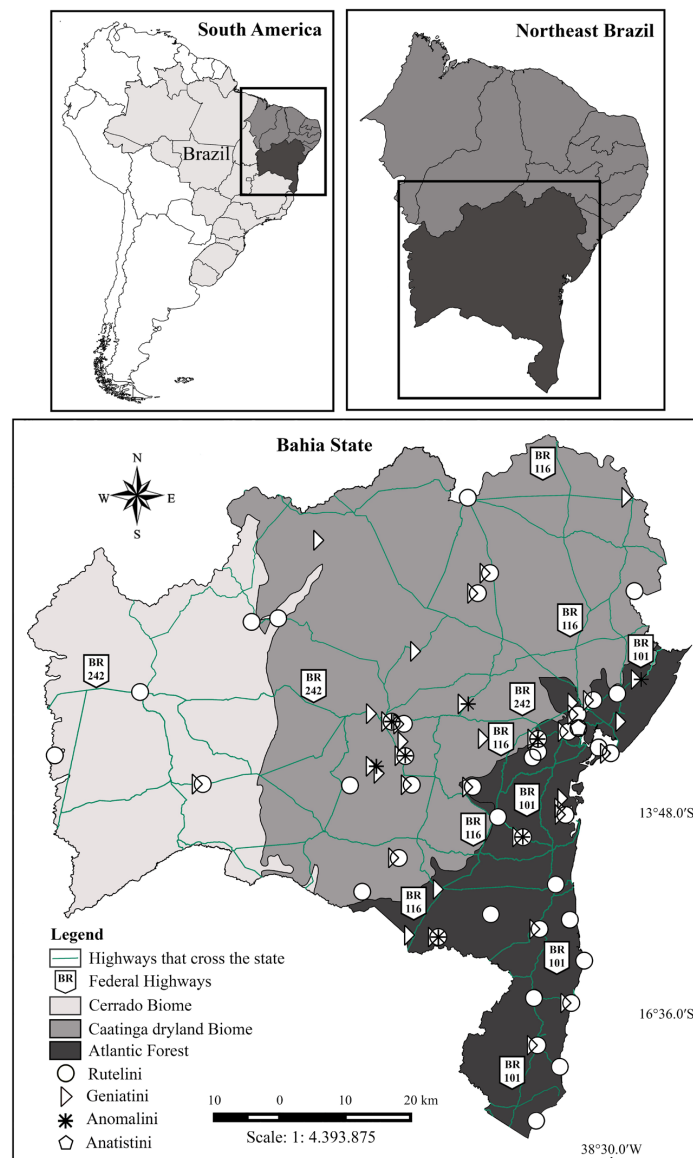 South America
Brazil
Northeast Brazil
Bahia State
N
W E
S
BR
116
BR
116
BR
101
BR
242
BR
242
BR
242
BR
116
BR
101
BR
116
BR
116
BR
101
BR
101
13°48.0'S
16°36.0'S
38°30.0'W
Legend
Highways that cross the state
BR Federal Highways
Cerrado Biome
Caatinga dryland Biome
Atlantic Forest
Rutelini
Geniatini
Anomalini
Anatistini
10 0 10 20 km
Scale: 1: 4.393.875